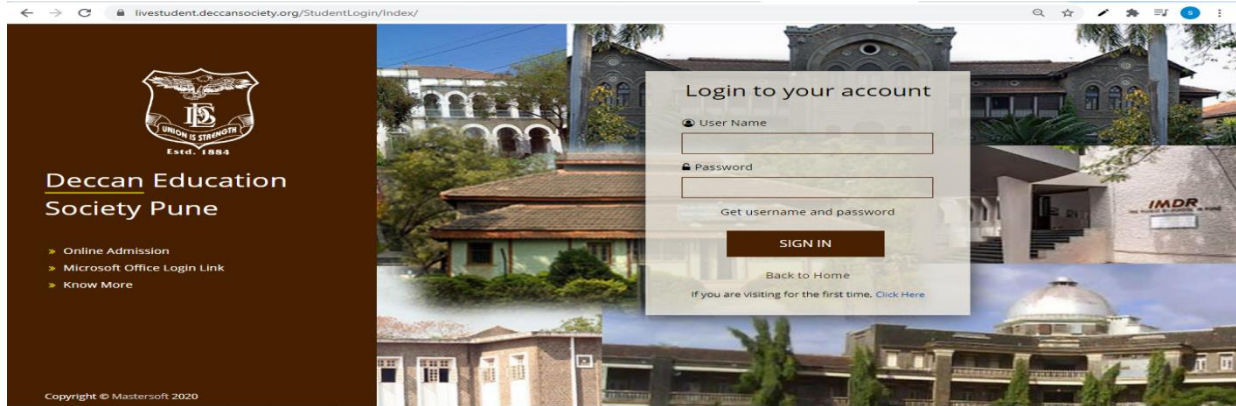 livestudent.deccansociety.org/StudentLogin/Index/
B
DES
UNION IS STRENGTH
Estd. 1884
Deccan Education
Society Pune
» Online Admission
» Microsoft Office Login Link
» Know More
Copyright © Mastersoft 2020
Login to your account
User Name
Password
Get username and password
SIGN IN
Back to Home
If you are visiting for the first time, Click Here
IMDR